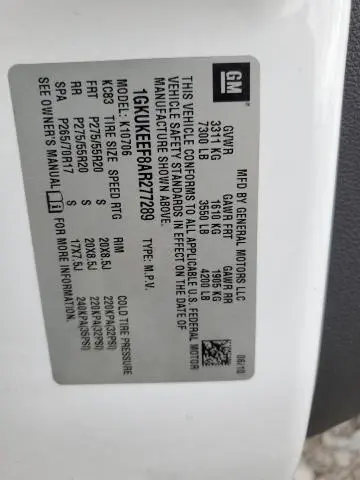 GM
MFD BY GENERAL MOTORS LLC
06/10
GVWR GAWR FRT GAWR RR
3311 KG 1610 KG 1905 KG
7300 LB 3550 LB 4200 LB
THIS VEHICLE CONFORMS TO ALL APPLICABLE U.S. FEDERAL MOTOR
VEHICLE SAFETY STANDARDS IN EFFECT ON THE DATE OF
MANUFACTURE SHOWN ABOVE.
1GKUKEEF8AR277289 TYPE: M.P.V.
K10706
KC83 TIRE SIZE SPEED RTG RIM COLD TIRE PRESSURE
FRT P275/55R20 S 20X8.5J 220KPA(32PSI)
RR P275/55R20 S 20X8.5J 220KPA(32PSI)
SPA P265/70R17 S 17X7.5J 240KPA(35PSI)
SEE OWNER'S MANUAL FOR MORE INFORMATION.